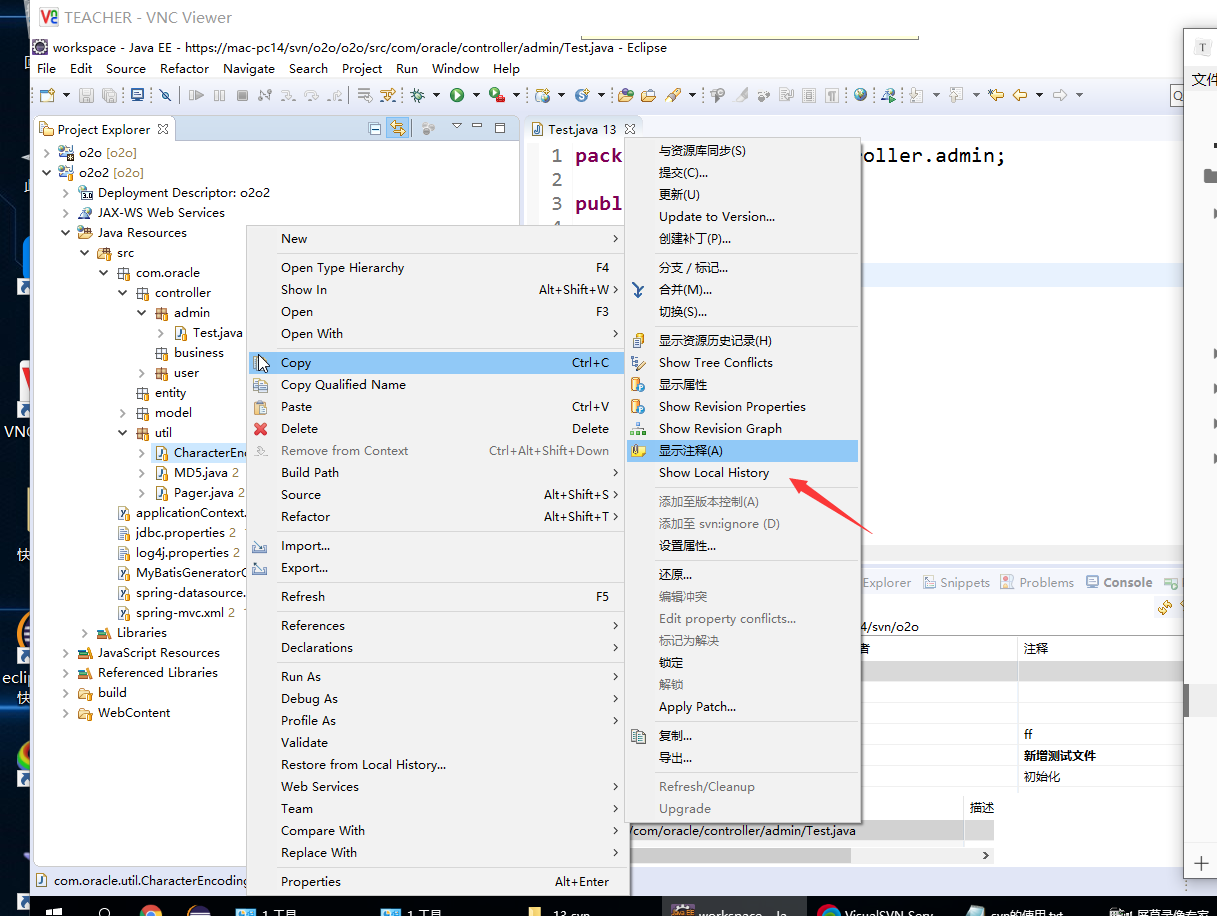 TEACHER - VNC Viewer
workspace - Java EE - https://mac-pc14/svn/o2o/o2o/src/com/oracle/controller/admin/Test.java - Eclipse
File Edit Source Refactor Navigate Search Project Run Window Help
文件
Project Explorer
o2o [o2o]
o2o2 [o2o]
Deployment Descriptor: o2o2
JAX-WS Web Services
Java Resources
src
com.oracle
controller
admin
Test.java
business
user
entity
model
util
CharacterEn
MD5.java 2
Pager.java 2
applicationContext.
jdbc.properties 2
log4j.properties 2
MyBatisGenerator
spring-datasource.
spring-mvc.xml 2
Libraries
JavaScript Resources
Referenced Libraries
build
WebContent
com.oracle.util.CharacterEncoding
Test.java 13
1 pack oller.admin;
2
3 publ
New
Open Type Hierarchy F4
Show In Alt+Shift+W
Open F3
Open With
Copy Ctrl+C
Copy Qualified Name
Paste Ctrl+V
Delete Delete
Remove from Context Ctrl+Alt+Shift+Down
Build Path
Source Alt+Shift+S
Refactor Alt+Shift+T
Import...
Export...
Refresh F5
References
Declarations
Run As
Debug As
Profile As
Validate
Restore from Local History...
Web Services
Team
Compare With
Replace With
Properties Alt+Enter
与资源库同步(S)
提交(C)...
更新(U)
Update to Version...
创建补丁(P)...
分支 / 标记...
合并(M)...
切换(S)...
显示资源历史记录(H)
Show Tree Conflicts
显示属性
Show Revision Properties
Show Revision Graph
显示注释(A)
Show Local History
添加至版本控制(A)
添加至 svn:ignore (D)
设置属性...
还原...
编辑冲突
Edit property conflicts...
标记为解决
锁定
解锁
Apply Patch...
复制...
导出...
Refresh/Cleanup
Upgrade
Explorer Snippets Problems Console
4/svn/o2o
者 注释
ff
新增测试文件
初始化
描述
/com/oracle/controller/admin/Test.java
VNC
快
eclip
快
1 工具
1 工具
13 svn
workspace - Ja
VisualSVN Serv
svn的使用.txt
屏幕录像专家